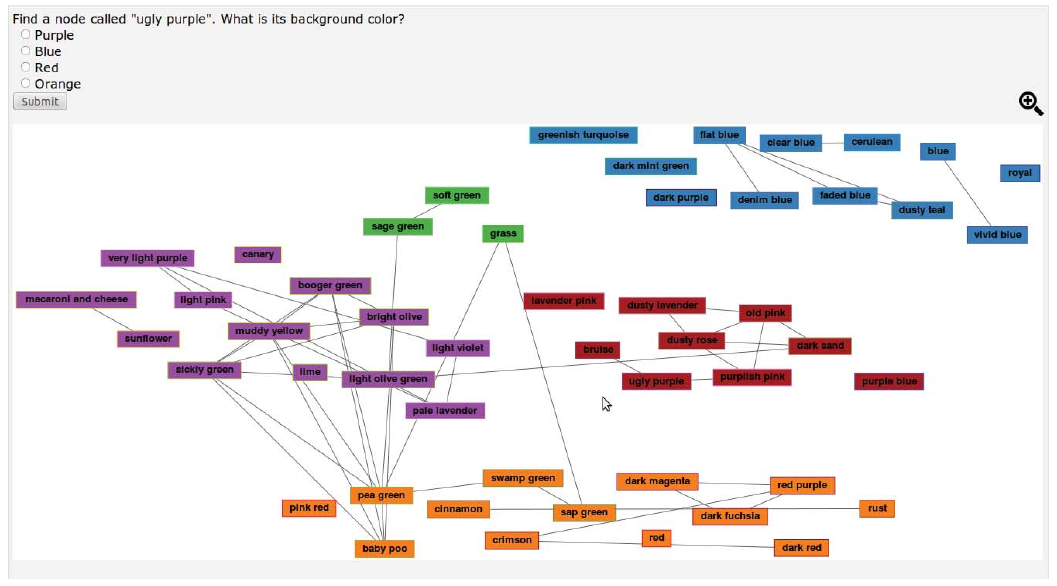 Find a node called "ugly purple". What is its background color?
Purple
Blue
Red
Orange
Submit
greenish turquoise
flat blue
clear blue
cerulean
blue
dark mint green
royal
dark purple
denim blue
faded blue
dusty teal
vivid blue
soft green
sage green
grass
very light purple
canary
booger green
macaroni and cheese
light pink
bright olive
sunflower
muddy yellow
light violet
sickly green
lime
light olive green
pale lavender
lavender pink
dusty lavender
old pink
dusty rose
dark sand
bruise
ugly purple
purplish pink
purple blue
swamp green
dark magenta
red purple
pea green
pink red
cinnamon
sap green
dark fuchsia
rust
crimson
red
baby poo
dark red